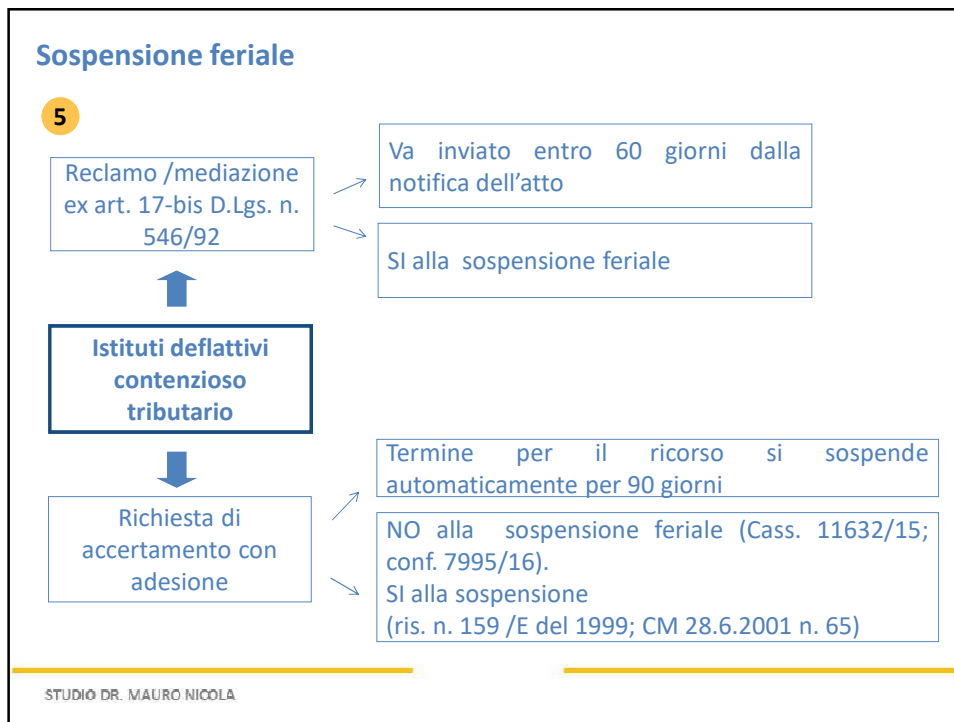 Sospensione feriale
5
Reclamo /mediazione
ex art. 17-bis D.Lgs. n.
546/92
Va inviato entro 60 giorni dalla
notifica dell’atto
SI alla sospensione feriale
Istituti deflattivi
contenzioso
tributario
Richiesta di
accertamento con
adesione
Termine per il ricorso si sospende
automaticamente per 90 giorni
NO alla sospensione feriale (Cass. 11632/15;
conf. 7995/16).
SI alla sospensione
(ris. n. 159 /E del 1999; CM 28.6.2001 n. 65)
STUDIO DR. MAURO NICOLA